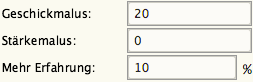 Geschickmalus: 20
Stärkemalus: 0
Mehr Erfahrung: 10 %